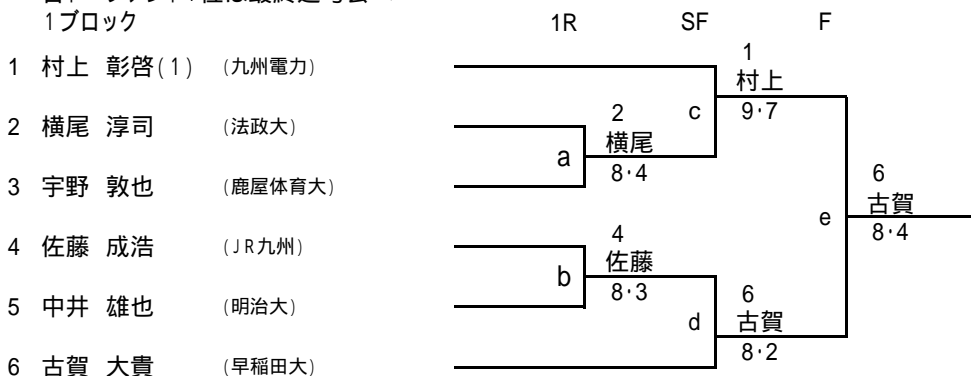 1ブロック 1R SF F
1 村上 彰啓(1) (九州電力)
1
村上
9・7
2 横尾 淳司 (法政大)
c
2
横尾
8・4
a
3 宇野 敦也 (鹿屋体育大)
6
古賀
8・4
e
4 佐藤 成浩 (JR九州)
4
佐藤
8・3
b
5 中井 雄也 (明治大)
6
古賀
8・2
d
6 古賀 大貴 (早稲田大)